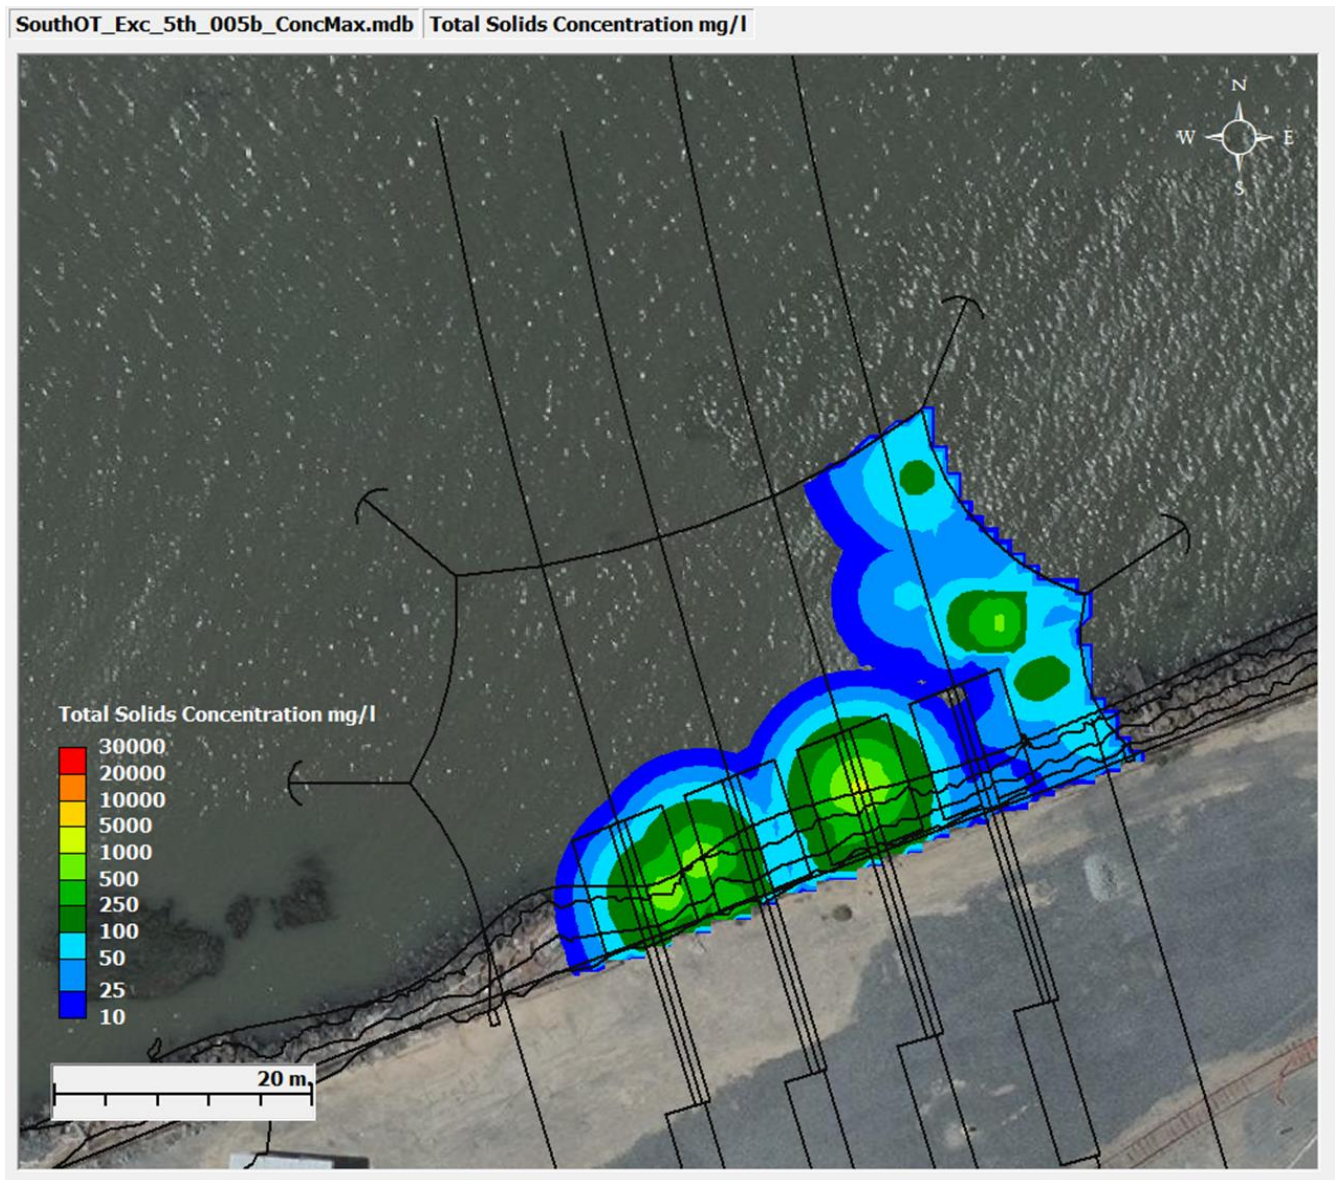 SouthOT_Exc_5th_005b_ConcMax.mdb Total Solids Concentration mg/l
N
W E
S
Total Solids Concentration mg/l
30000
20000
10000
5000
1000
500
250
100
50
25
10
20 m